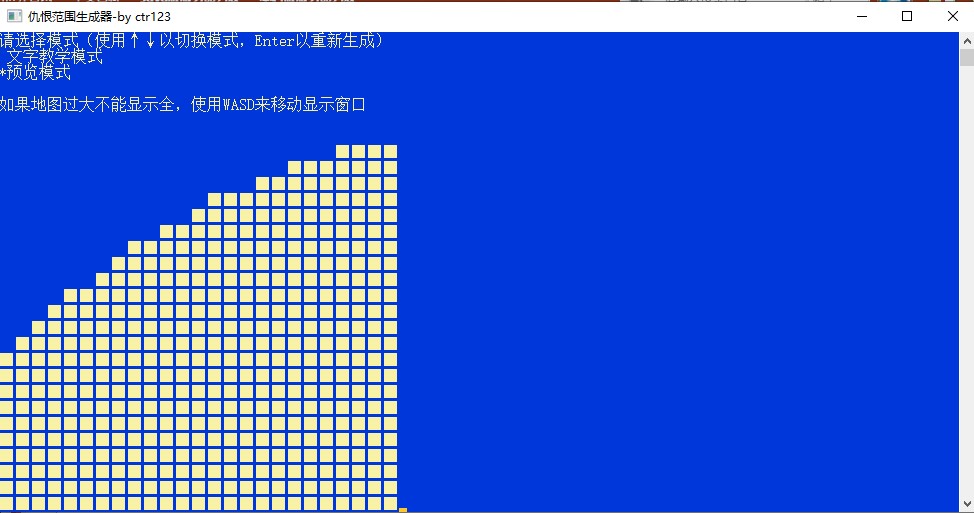 仇恨范围生成器-by ctr123
请选择模式（使用↑↓以切换模式，Enter以重新生成）
文字教学模式
*预览模式
如果地图过大不能显示全，使用WASD来移动显示窗口